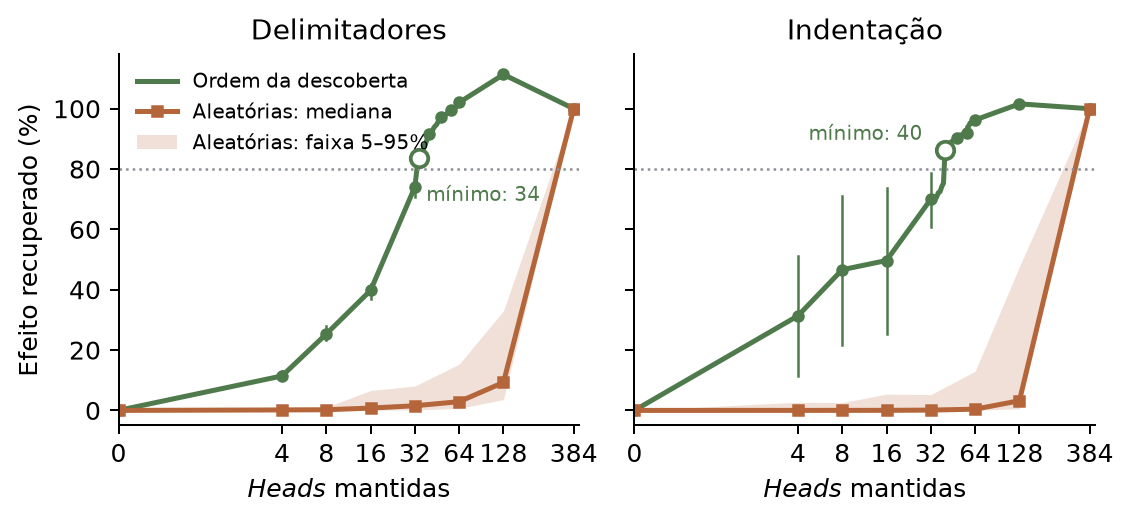 Delimitadores
Indentação
Efeito recuperado (%)
Ordem da descoberta
Aleatórias: mediana
Aleatórias: faixa 5–95%
mínimo: 34
mínimo: 40
100
80
60
40
20
0
0 4 8 16 32 64 128 384
0 4 8 16 32 64 128 384
Heads mantidas
Heads mantidas